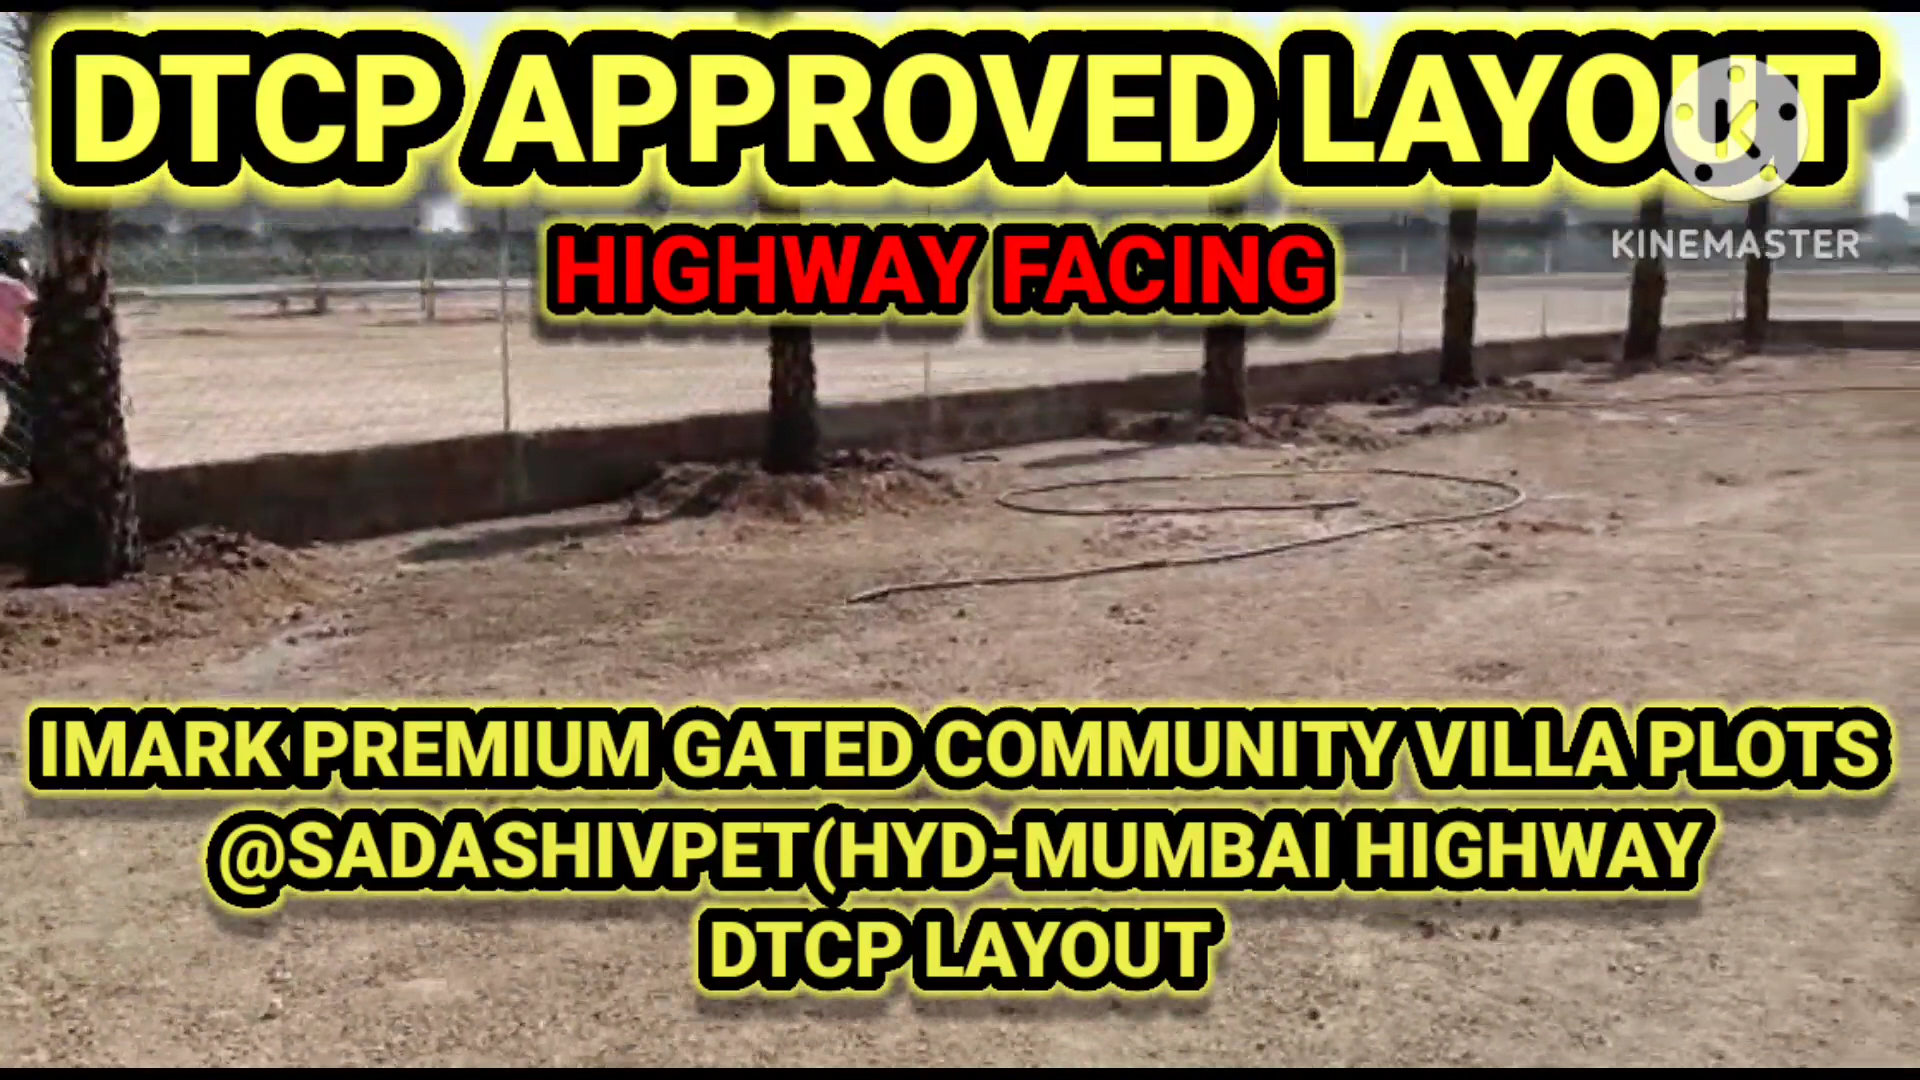 DTCP APPROVED LAYOUT
HIGHWAY FACING
KINEMASTER
IMARK PREMIUM GATED COMMUNITY VILLA PLOTS
@SADASHIVPET(HYD-MUMBAI HIGHWAY
DTCP LAYOUT